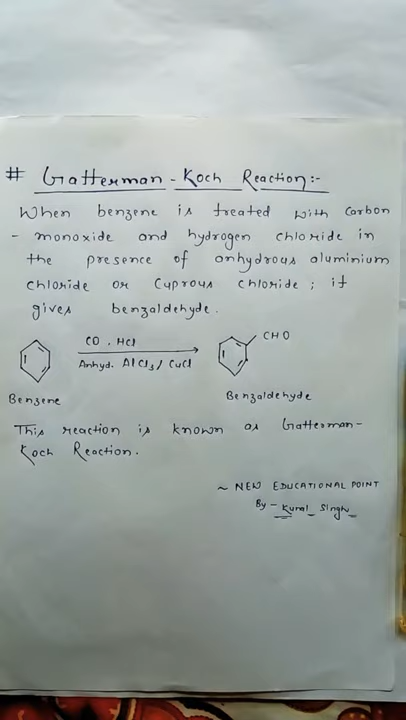 # Gatterman - Koch Reaction:-
When benzene is treated with Carbon
- monoxide and hydrogen chloride in
the presence of anhydrous aluminium
chloride or Cuprous chloride ; it
gives benzaldehyde.
CO , HCl
Anhyd. AlCl3 / CuCl
CHO
Benzene
Benzaldehyde
This reaction is known as Gatterman-
Koch Reaction.
~ NEW EDUCATIONAL POINT
By - Kunal Singh